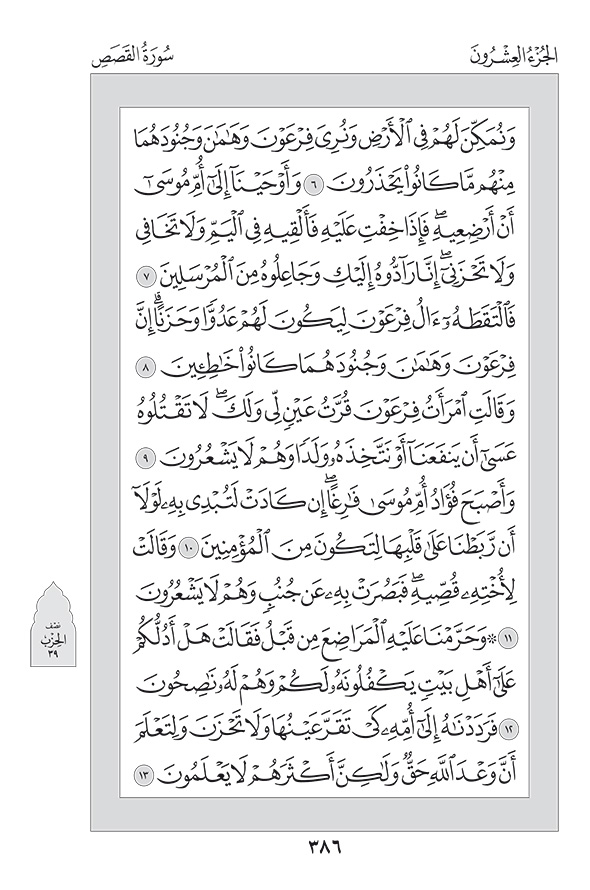 الجُزْءُ العِشْرُونَ
سُورَةُ القَصَصِ
وَنُمَكِّنَ لَهُمْ فِي ٱلْأَرْضِ وَنُرِيَ فِرْعَوْنَ وَهَٰمَٰنَ وَجُنُودَهُمَا
مِنْهُم مَّا كَانُوا۟ يَحْذَرُونَ ٦ وَأَوْحَيْنَآ إِلَىٰٓ أُمِّ مُوسَىٰٓ
أَنْ أَرْضِعِيهِ ۖ فَإِذَا خِفْتِ عَلَيْهِ فَأَلْقِيهِ فِي ٱلْيَمِّ وَلَا تَخَافِي
وَلَا تَحْزَنِىٓ ۖ إِنَّا رَآدُّوهُ إِلَيْكِ وَجَاعِلُوهُ مِنَ ٱلْمُرْسَلِينَ ٧
فَٱلْتَقَطَهُۥٓ ءَالُ فِرْعَوْنَ لِيَكُونَ لَهُمْ عَدُوًّا وَحَزَنًا ۗ إِنَّ
فِرْعَوْنَ وَهَٰمَٰنَ وَجُنُودَهُمَا كَانُوا۟ خَٰطِـِٔينَ ٨
وَقَالَتِ ٱمْرَأَتُ فِرْعَوْنَ قُرَّتُ عَيْنٍ لِّى وَلَكَ ۖ لَا تَقْتُلُوهُ
عَسَىٰٓ أَن يَنفَعَنَآ أَوْ نَتَّخِذَهُۥ وَلَدًا وَهُمْ لَا يَشْعُرُونَ ٩
وَأَصْبَحَ فُؤَادُ أُمِّ مُوسَىٰ فَٰرِغًا ۖ إِن كَادَتْ لَتُبْدِى بِهِۦ لَوْلَآ
أَن رَّبَطْنَا عَلَىٰ قَلْبِهَا لِتَكُونَ مِنَ ٱلْمُؤْمِنِينَ ١٠ وَقَالَتْ
لِأُخْتِهِۦ قُصِّيهِ ۖ فَبَصُرَتْ بِهِۦ عَن جُنُبٍ وَهُمْ لَا يَشْعُرُونَ
١١ ۞ وَحَرَّمْنَا عَلَيْهِ ٱلْمَرَاضِعَ مِن قَبْلُ فَقَالَتْ هَلْ أَدُلُّكُمْ
عَلَىٰٓ أَهْلِ بَيْتٍ يَكْفُلُونَهُۥ لَكُمْ وَهُمْ لَهُۥ نَٰصِحُونَ
١٢ فَرَدَدْنَٰهُ إِلَىٰٓ أُمِّهِۦ كَىْ تَقَرَّ عَيْنُهَا وَلَا تَحْزَنَ وَلِتَعْلَمَ
أَنَّ وَعْدَ ٱللَّهِ حَقٌّ وَلَٰكِنَّ أَكْثَرَهُمْ لَا يَعْلَمُونَ ١٣
نصف
الحزب
٣٩
٣٨٦